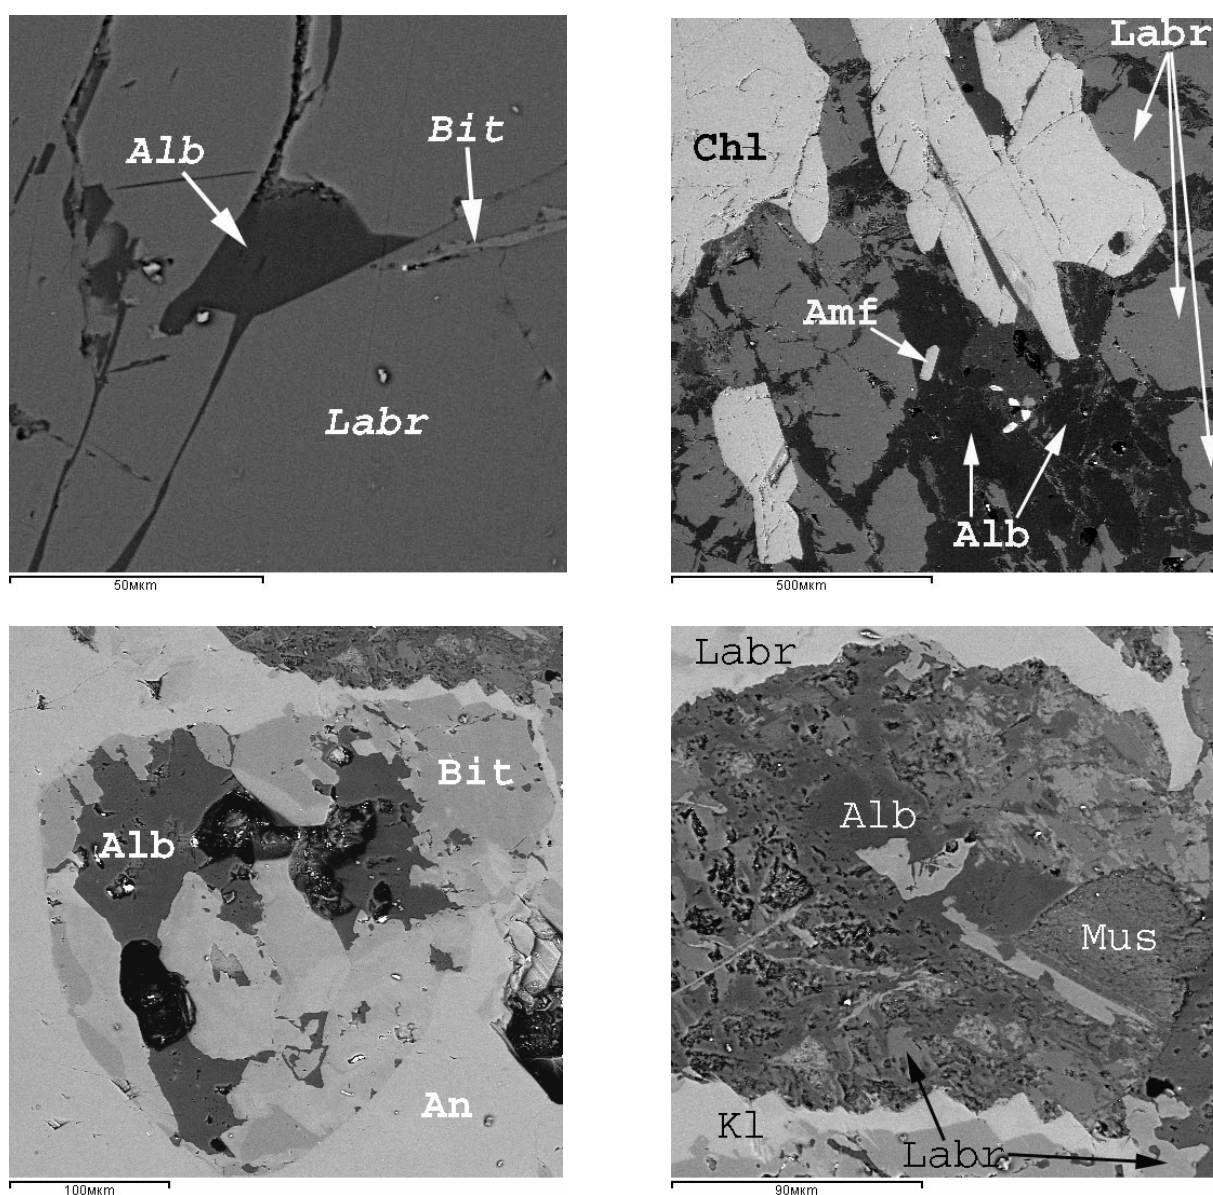 Alb
Bit
Labr
50мкm
Labr
Chl
Amf
Alb
500мкm
Bit
Alb
An
100мкm
Labr
Alb
Mus
Kl
Labr
90мкm